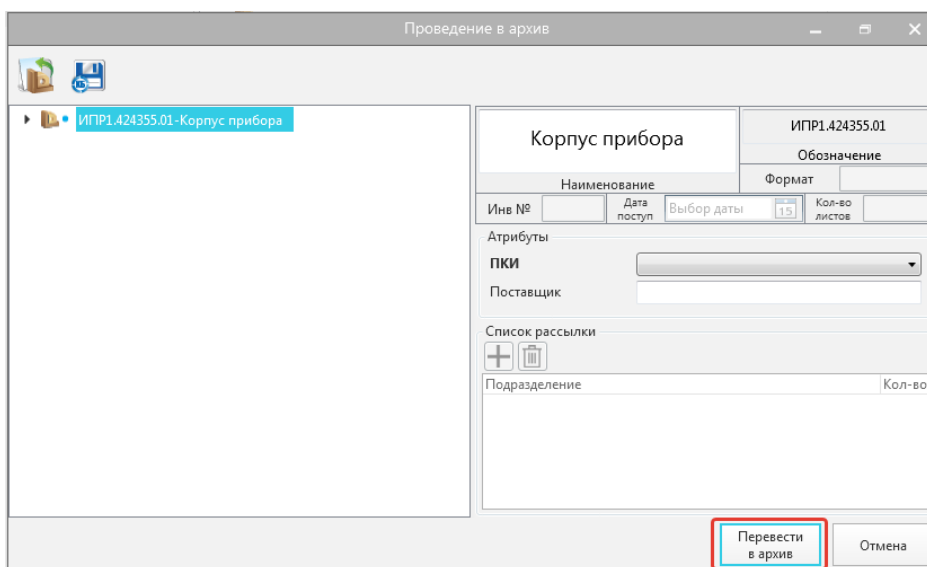 Проведение в архив
ИПР1.424355.01-Корпус прибора
Корпус прибора
Наименование
ИПР1.424355.01
Обозначение
Формат
Инв №
Дата
поступ
Выбор даты
15
Кол-во
листов
Атрибуты
ПКИ
Поставщик
Список рассылки
Подразделение
Кол-во
Перевести
в архив
Отмена